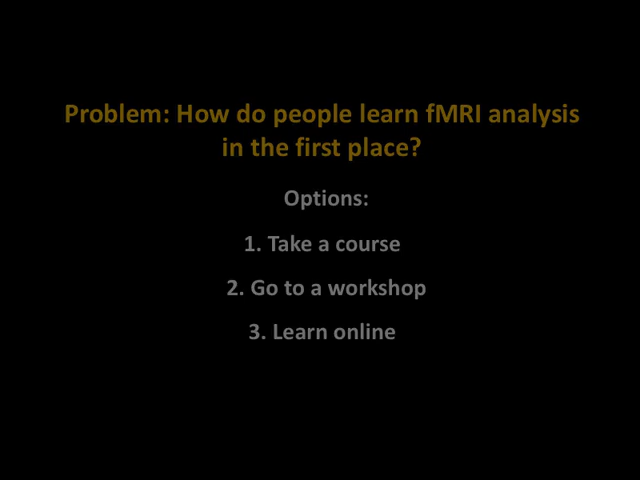 Problem: How do people learn fMRI analysis
in the first place?
Options:
1. Take a course
2. Go to a workshop
3. Learn online